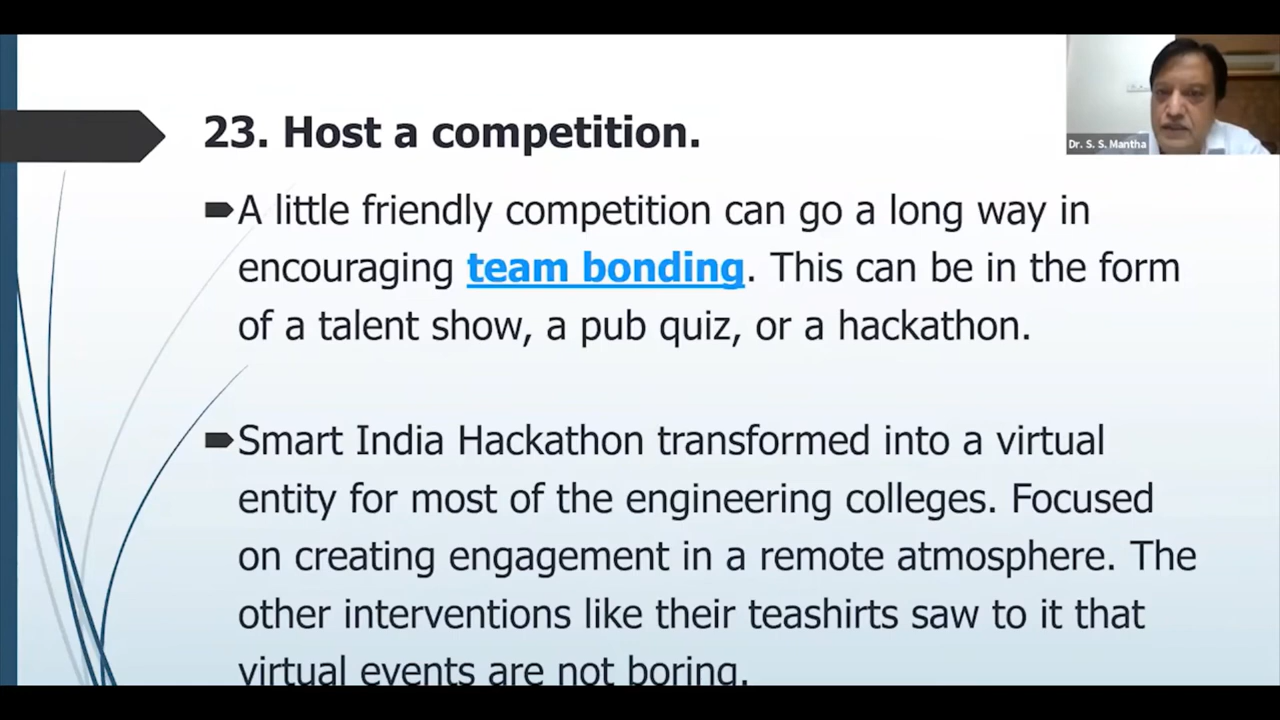 23. Host a competition.
A little friendly competition can go a long way in
encouraging team bonding. This can be in the form
of a talent show, a pub quiz, or a hackathon.
Smart India Hackathon transformed into a virtual
entity for most of the engineering colleges. Focused
on creating engagement in a remote atmosphere. The
other interventions like their teashirts saw to it that
virtual events are not boring.
Dr. S. S. Mantha